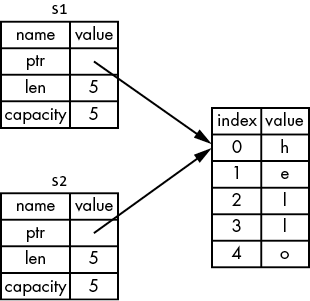 s1
name value
ptr
len 5
capacity 5
s2
name value
ptr
len 5
capacity 5
index value
0 h
1 e
2 l
3 l
4 o